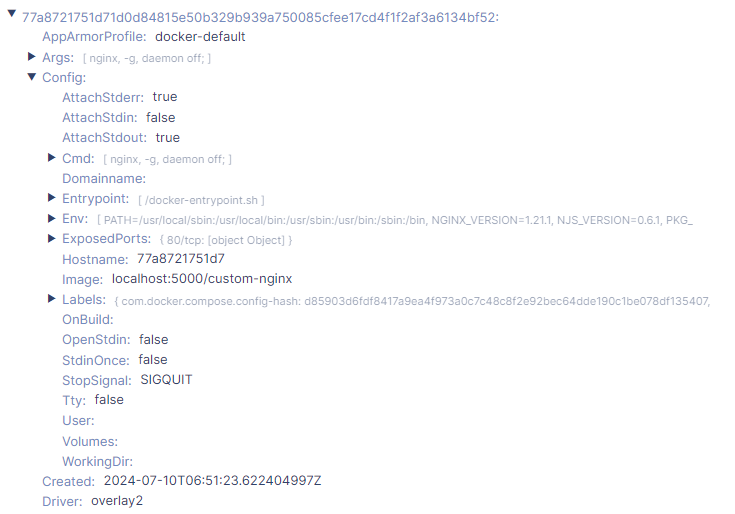 77a8721751d71d0d84815e50b329b939a750085cfee17cd4f1f2af3a6134bf52:
AppArmorProfile: docker-default
Args: [ nginx, -g, daemon off; ]
Config:
AttachStderr: true
AttachStdin: false
AttachStdout: true
Cmd: [ nginx, -g, daemon off; ]
Domainname:
Entrypoint: [ /docker-entrypoint.sh ]
Env: [ PATH=/usr/local/sbin:/usr/local/bin:/usr/sbin:/usr/bin:/sbin:/bin, NGINX_VERSION=1.21.1, NJS_VERSION=0.6.1, PKG_
ExposedPorts: { 80/tcp: [object Object] }
Hostname: 77a8721751d7
Image: localhost:5000/custom-nginx
Labels: { com.docker.compose.config-hash: d85903d6fdf8417a9ea4f973a0c7c48c8f2e92bec64dde190c1be078df135407,
OnBuild:
OpenStdin: false
StdinOnce: false
StopSignal: SIGQUIT
Tty: false
User:
Volumes:
WorkingDir:
Created: 2024-07-10T06:51:23.622404997Z
Driver: overlay2